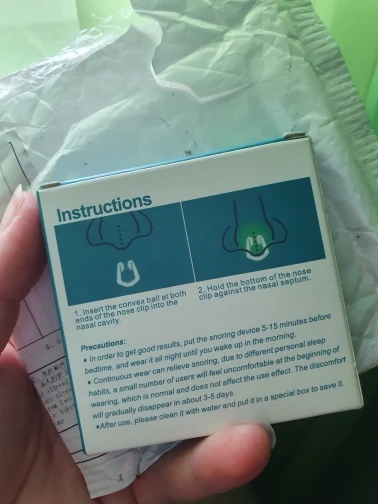 Instructions
1. Insert the convex ball at both
ends of the nose clip into the
nasal cavity.
2. Hold the bottom of the nose
clip against the nasal septum.
Precautions:
• In order to get good results, put the snoring device 5-15 minutes before
bedtime, and wear it all night until you wake up in the morning.
• Continuous wear can relieve snoring, due to different personal sleep
habits, a small number of users will feel uncomfortable at the beginning of
wearing, which is normal and does not affect the use effect. The discomfort
will gradually disappear in about 3-5 days.
•After use, please clean it with water and put it in a special box to save it.